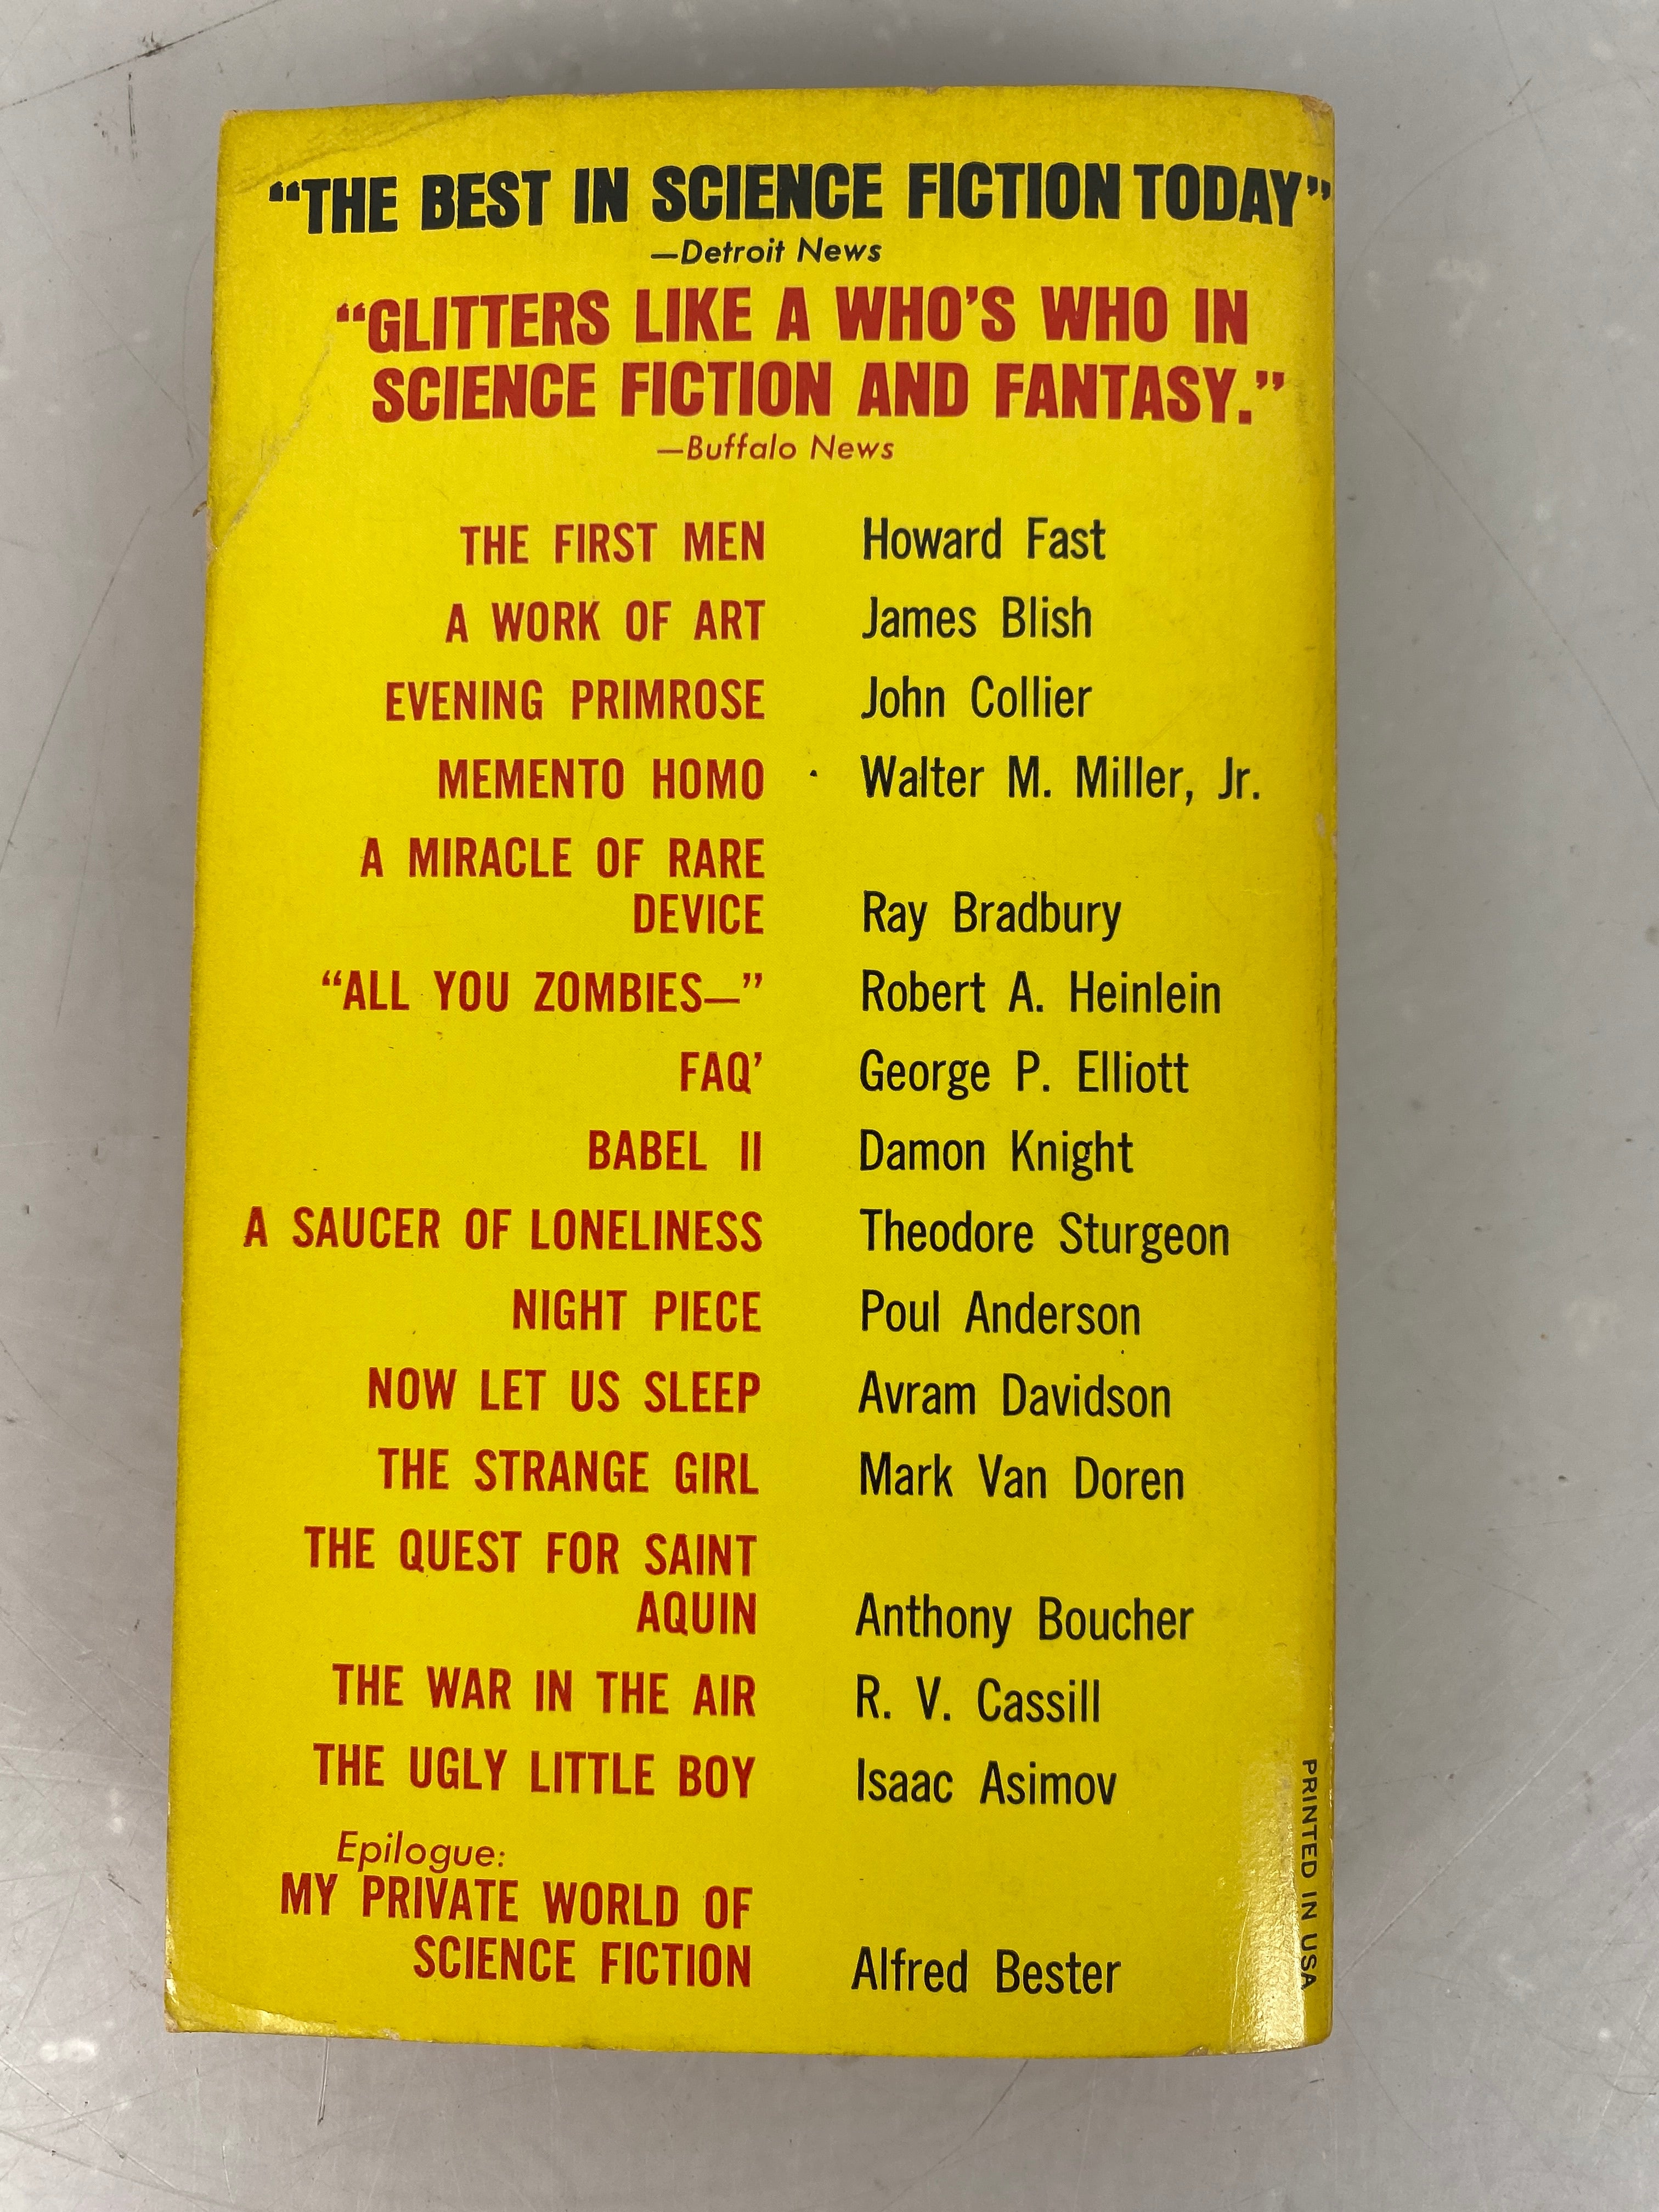 “THE BEST IN SCIENCE FICTION TODAY”
—Detroit News
“GLITTERS LIKE A WHO’S WHO IN
SCIENCE FICTION AND FANTASY.”
—Buffalo News
THE FIRST MEN Howard Fast
A WORK OF ART James Blish
EVENING PRIMROSE John Collier
MEMENTO HOMO Walter M. Miller, Jr.
A MIRACLE OF RARE
DEVICE Ray Bradbury
“ALL YOU ZOMBIES—” Robert A. Heinlein
FAQ’ George P. Elliott
BABEL II Damon Knight
A SAUCER OF LONELINESS Theodore Sturgeon
NIGHT PIECE Poul Anderson
NOW LET US SLEEP Avram Davidson
THE STRANGE GIRL Mark Van Doren
THE QUEST FOR SAINT
AQUIN Anthony Boucher
THE WAR IN THE AIR R. V. Cassill
THE UGLY LITTLE BOY Isaac Asimov
Epilogue:
MY PRIVATE WORLD OF
SCIENCE FICTION Alfred Bester
PRINTED IN USA